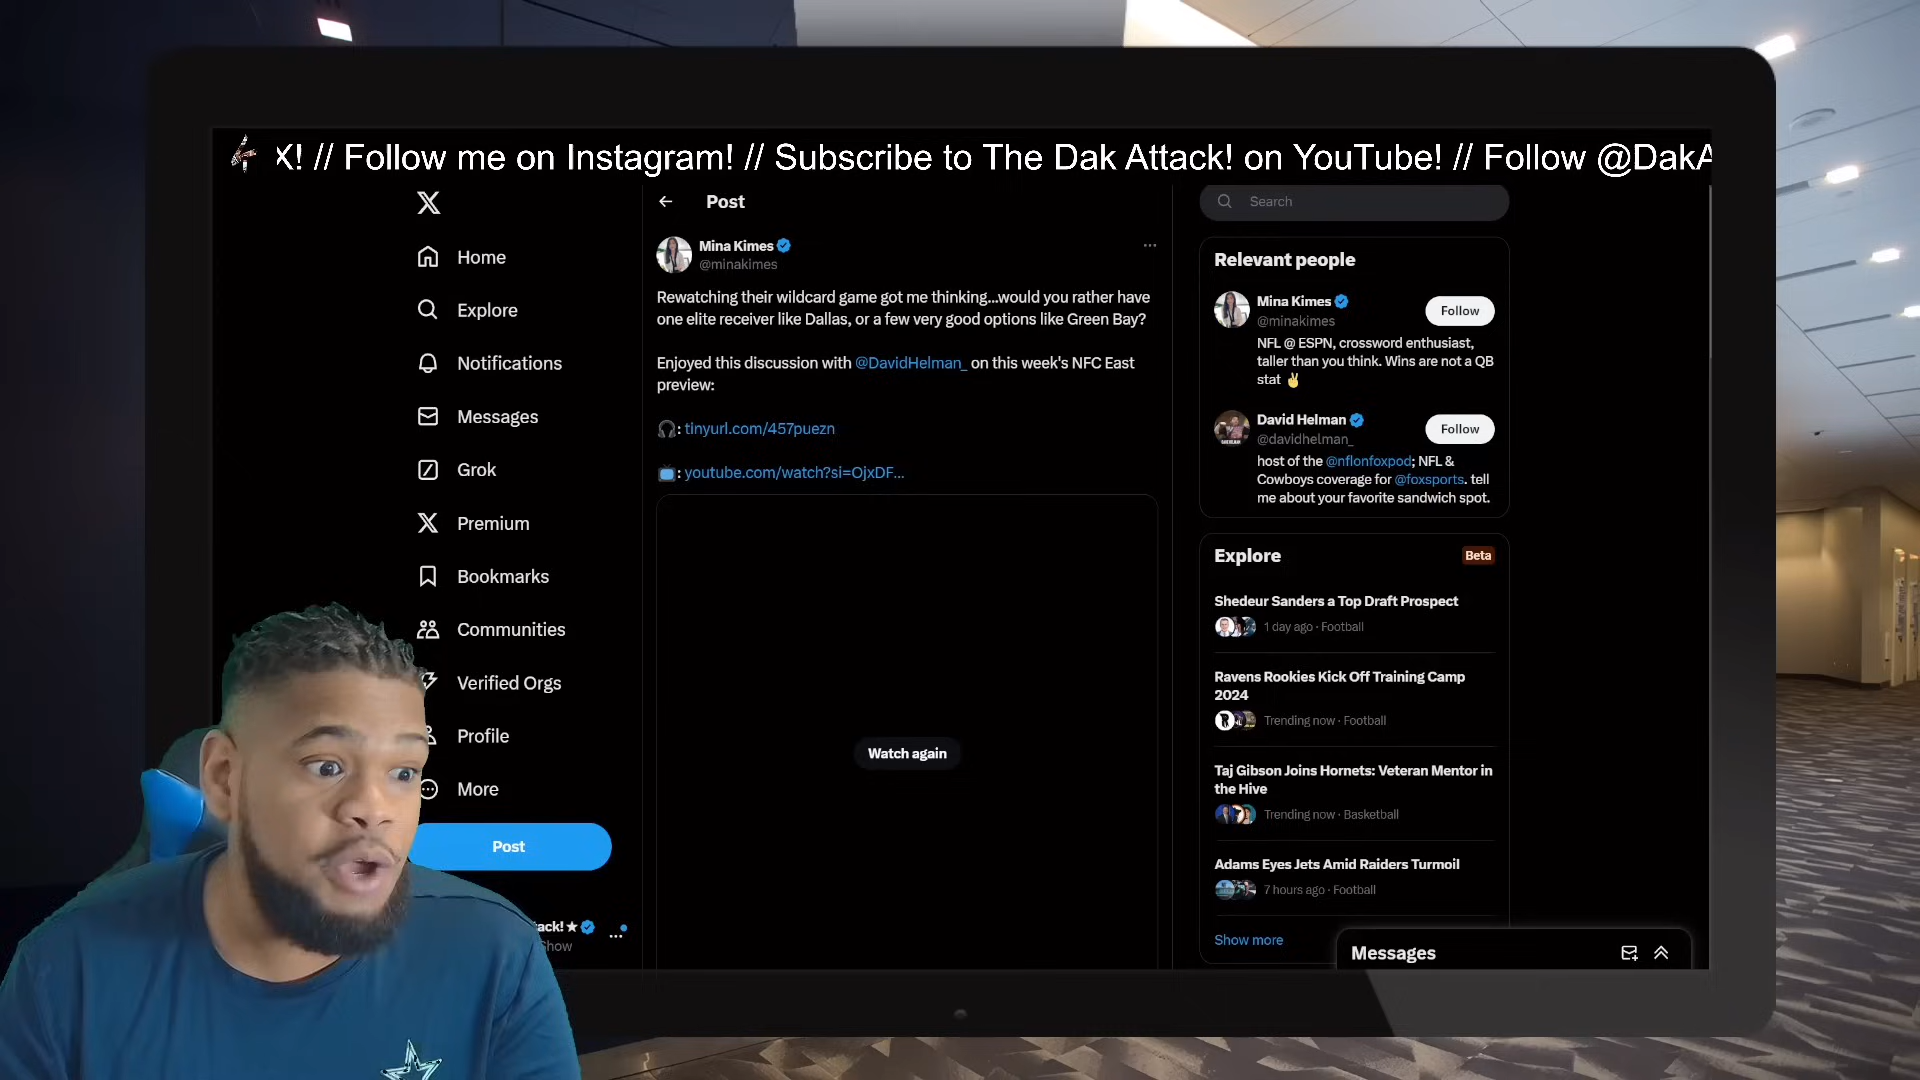 X! // Follow me on Instagram! // Subscribe to The Dak Attack! on YouTube! // Follow @DakA
Home
Explore
Notifications
Messages
Grok
Premium
Bookmarks
Communities
Verified Orgs
Profile
More
Post
ack!★
Show
Post
Mina Kimes
@minakimes
Rewatching their wildcard game got me thinking...would you rather have
one elite receiver like Dallas, or a few very good options like Green Bay?
Enjoyed this discussion with @DavidHelman_ on this week's NFC East
preview:
🎧: tinyurl.com/457puezn
📺: youtube.com/watch?si=OjxDF...
Watch again
Search
Relevant people
Mina Kimes
@minakimes
Follow
NFL @ ESPN, crossword enthusiast,
taller than you think. Wins are not a QB
stat ✌
David Helman
@davidhelman_
Follow
host of the @nflonfoxpod; NFL &
Cowboys coverage for @foxsports. tell
me about your favorite sandwich spot.
Explore
Beta
Shedeur Sanders a Top Draft Prospect
1 day ago · Football
Ravens Rookies Kick Off Training Camp
2024
Trending now · Football
Taj Gibson Joins Hornets: Veteran Mentor in
the Hive
Trending now · Basketball
Adams Eyes Jets Amid Raiders Turmoil
7 hours ago · Football
Show more
Messages